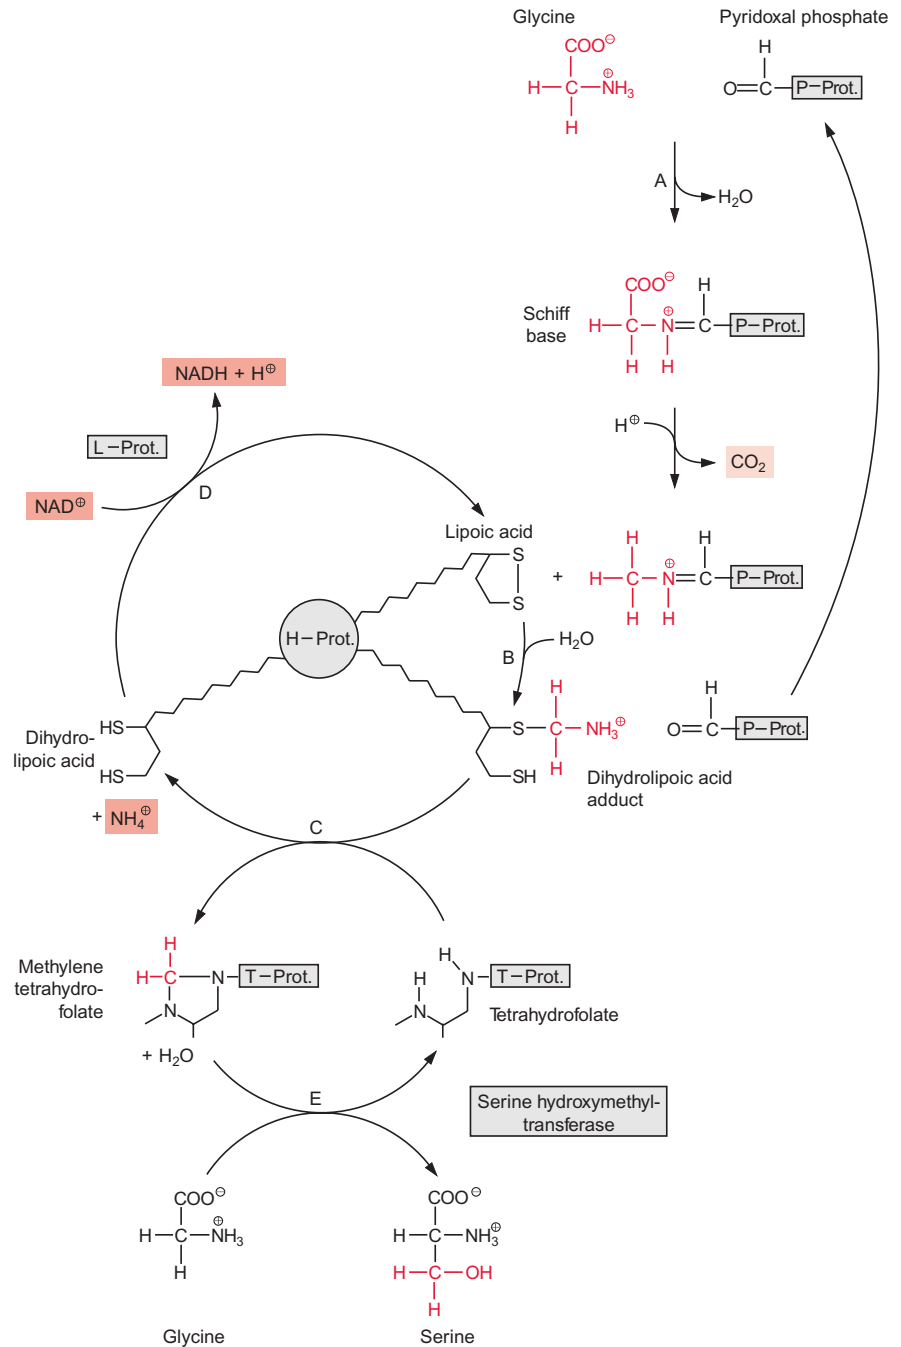 Glycine
Pyridoxal phosphate
COO⊖
H
H–C–NH₃⊕
O=C–P–Prot.
H
A
H₂O
COO⊖
H
Schiff
base
H–C–N⊕=C–P–Prot.
H H
NADH + H⊕
H⊕
L–Prot.
CO₂
NAD⊕
D
Lipoic acid
H H
S
+
H–C–N⊕=C–P–Prot.
S
H H
H–Prot.
B
H₂O
H H
HS
S–C–NH₃⊕
O=C–P–Prot.
Dihydro-
lipoic acid
H
HS
SH
Dihydrolipoic acid
adduct
+ NH₄⊕
C
H
H
Methylene
tetrahydro-
folate
H–C
N–T–Prot.
H
N–T–Prot.
N
N
Tetrahydrofolate
+ H₂O
E
Serine hydroxymethyl-
transferase
COO⊖
COO⊖
H–C–NH₃⊕
H–C–NH₃⊕
H
H–C–OH
H
Glycine
Serine